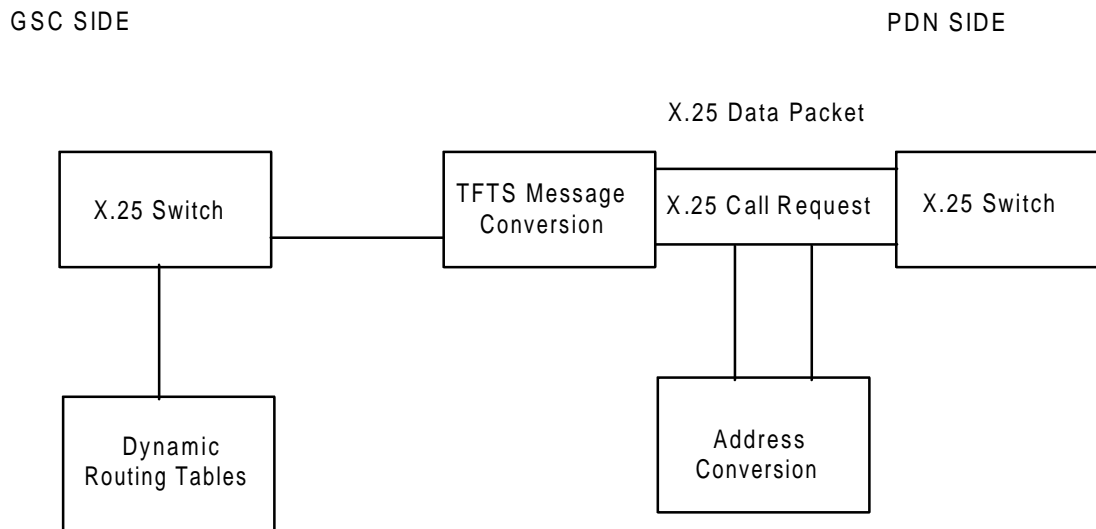 GSC SIDE
PDN SIDE
X.25 Data Packet
X.25 Switch
TFTS Message
Conversion
X.25 Call Request
X.25 Switch
Dynamic
Routing Tables
Address
Conversion